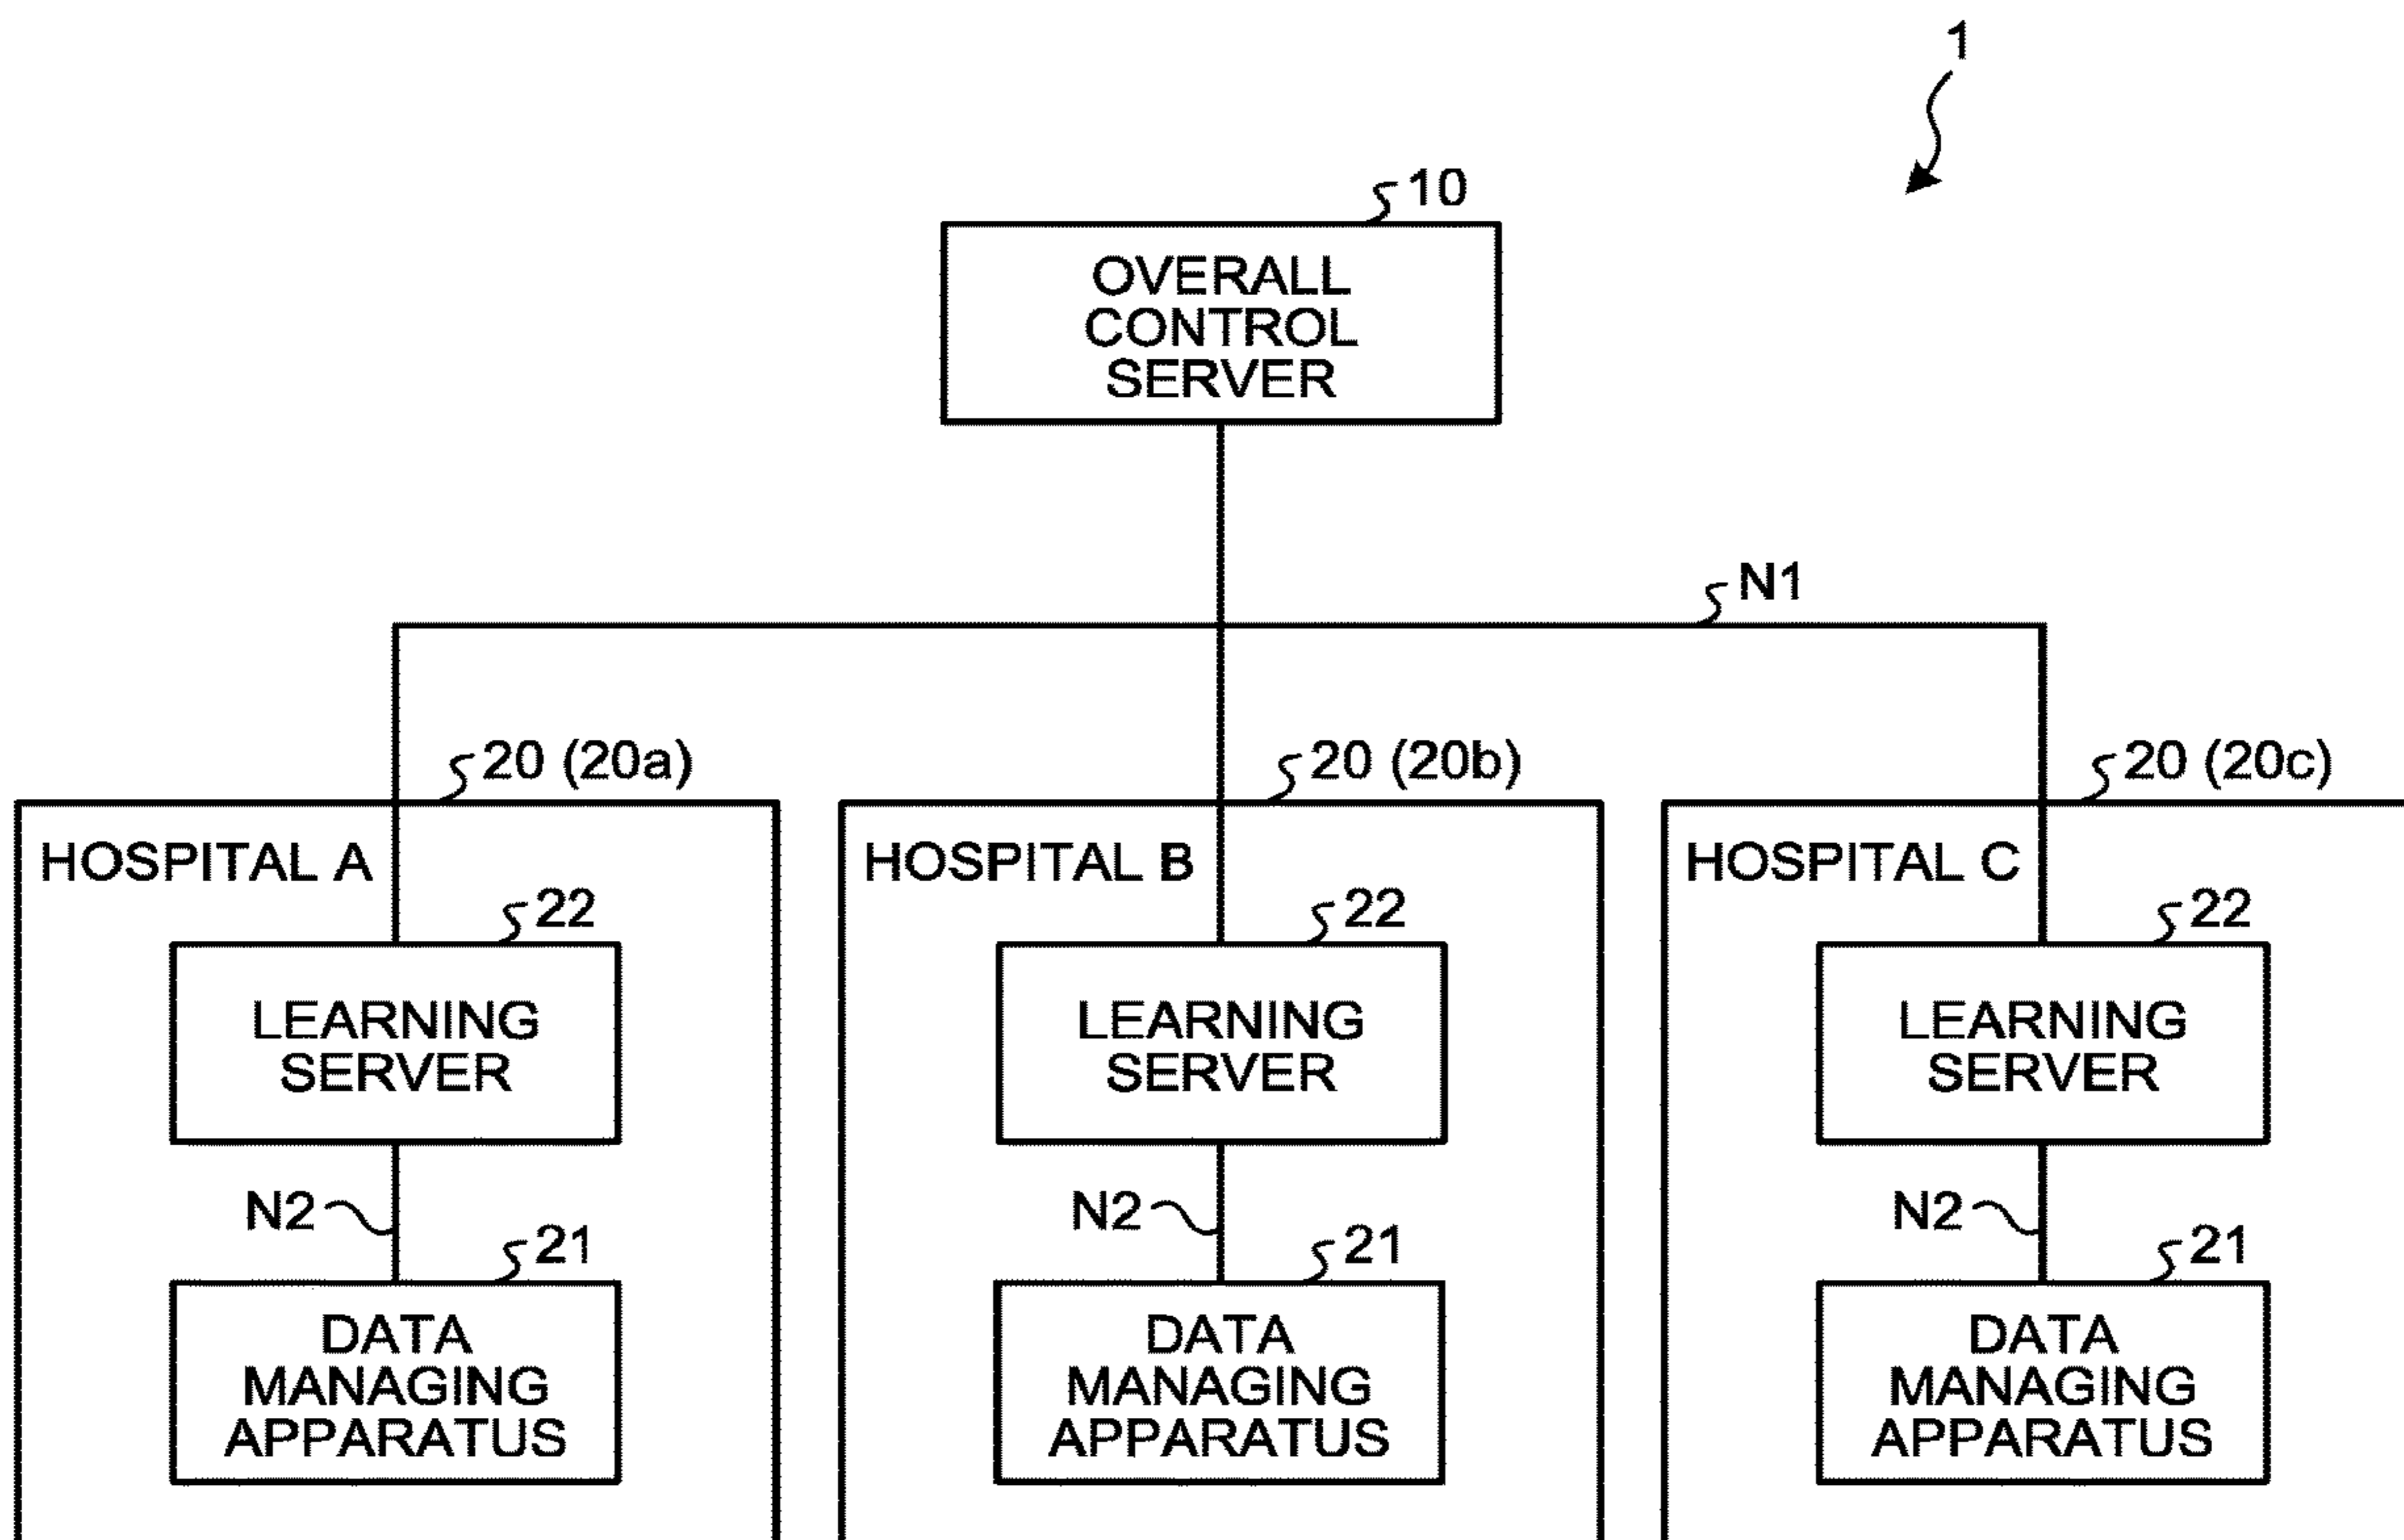 1
10
OVERALL
CONTROL
SERVER
N1
20 (20a)
20 (20b)
20 (20c)
HOSPITAL A
HOSPITAL B
HOSPITAL C
22
22
22
LEARNING
SERVER
LEARNING
SERVER
LEARNING
SERVER
N2
N2
N2
21
21
21
DATA
MANAGING
APPARATUS
DATA
MANAGING
APPARATUS
DATA
MANAGING
APPARATUS